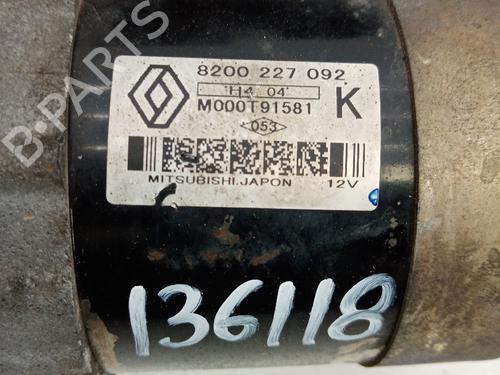 B-PARTS
8200 227 092
H4 04
M000T91581 K
053
MITSUBISHI.JAPON 12V
136118